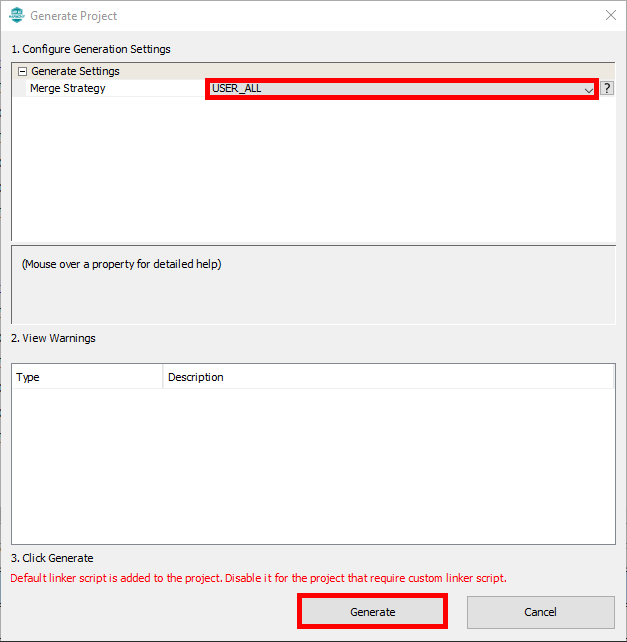 Generate Project
1. Configure Generation Settings
Generate Settings
Merge Strategy USER_ALL ?
(Mouse over a property for detailed help)
2. View Warnings
Type Description
3. Click Generate
Default linker script is added to the project. Disable it for the project that require custom linker script.
Generate Cancel